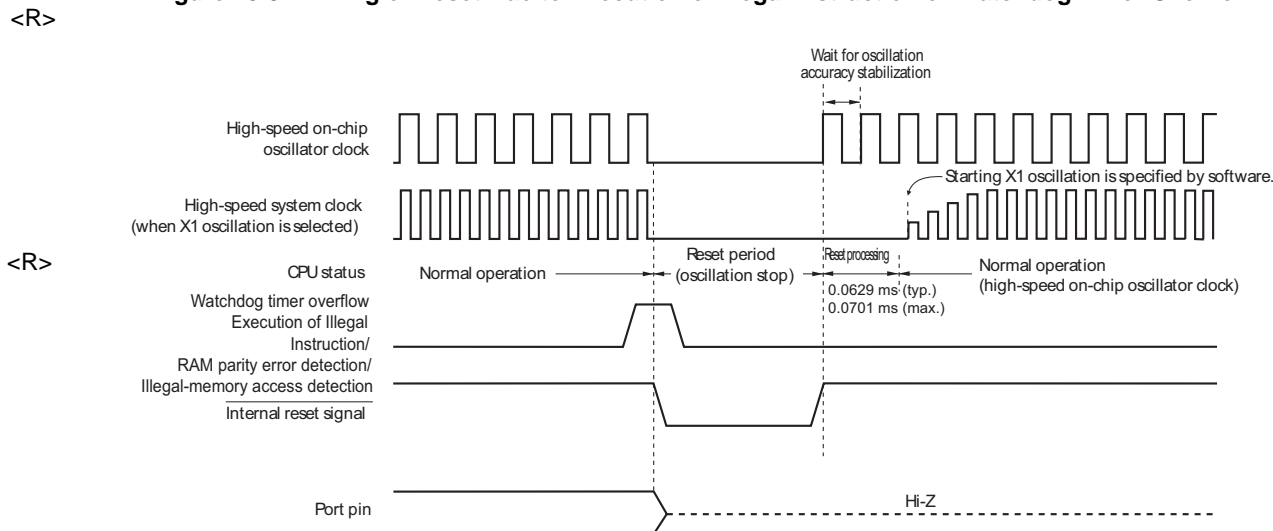 <R>
Wait for oscillation
accuracy stabilization
High-speed on-chip
oscillator clock
Starting X1 oscillation is specified by software.
High-speed system clock
(when X1 oscillation is selected)
<R>
CPU status
Normal operation
Reset period
(oscillation stop)
Reset processing
0.0629 ms (typ.)
0.0701 ms (max.)
Normal operation
(high-speed on-chip oscillator clock)
Watchdog timer overflow
Execution of Illegal
Instruction/
RAM parity error detection/
Illegal-memory access detection
Internal reset signal
Port pin
Hi-Z